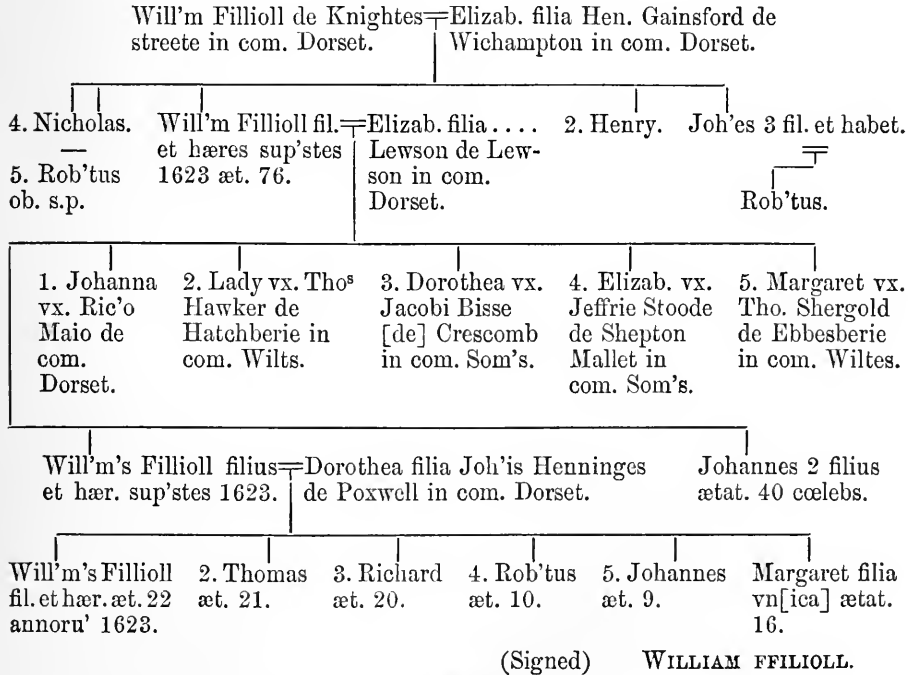 Will'm Fillioll de Knightes═Elizab. filia Hen. Gainsford de
streete in com. Dorset. Wichampton in com. Dorset.
4. Nicholas.
—
5. Rob'tus
ob. s.p.
Will'm Fillioll fil.═Elizab. filia....
et hæres sup'stes
1623 æt. 76.
Lewson de Lew-
son in com.
Dorset.
2. Henry.
Joh'es 3 fil. et habet.
Rob'tus.
1. Johanna
vx. Ric'o
Maio de
com.
Dorset.
2. Lady vx. Thoˢ
Hawker de
Hatchberie in
com. Wilts.
3. Dorothea vx.
Jacobi Bisse
[de] Crescomb
in com. Som's.
4. Elizab. vx.
Jeffrie Stoode
de Shepton
Mallet in
com. Som's.
5. Margaret vx.
Tho. Shergold
de Ebbesberie
in com. Wiltes.
Will'm's Fillioll filius═Dorothea filia Joh'is Henninges
et hær. sup'stes 1623. de Poxwell in com. Dorset.
Johannes 2 filius
ætat. 40 cœlebs.
Will'm's Fillioll
fil. et hær. æt. 22
annoru' 1623.
2. Thomas
æt. 21.
3. Richard
æt. 20.
4. Rob'tus
æt. 10.
5. Johannes
æt. 9.
Margaret filia
vn[ica] ætat.
16.
(Signed) WILLIAM FFILIOLL.